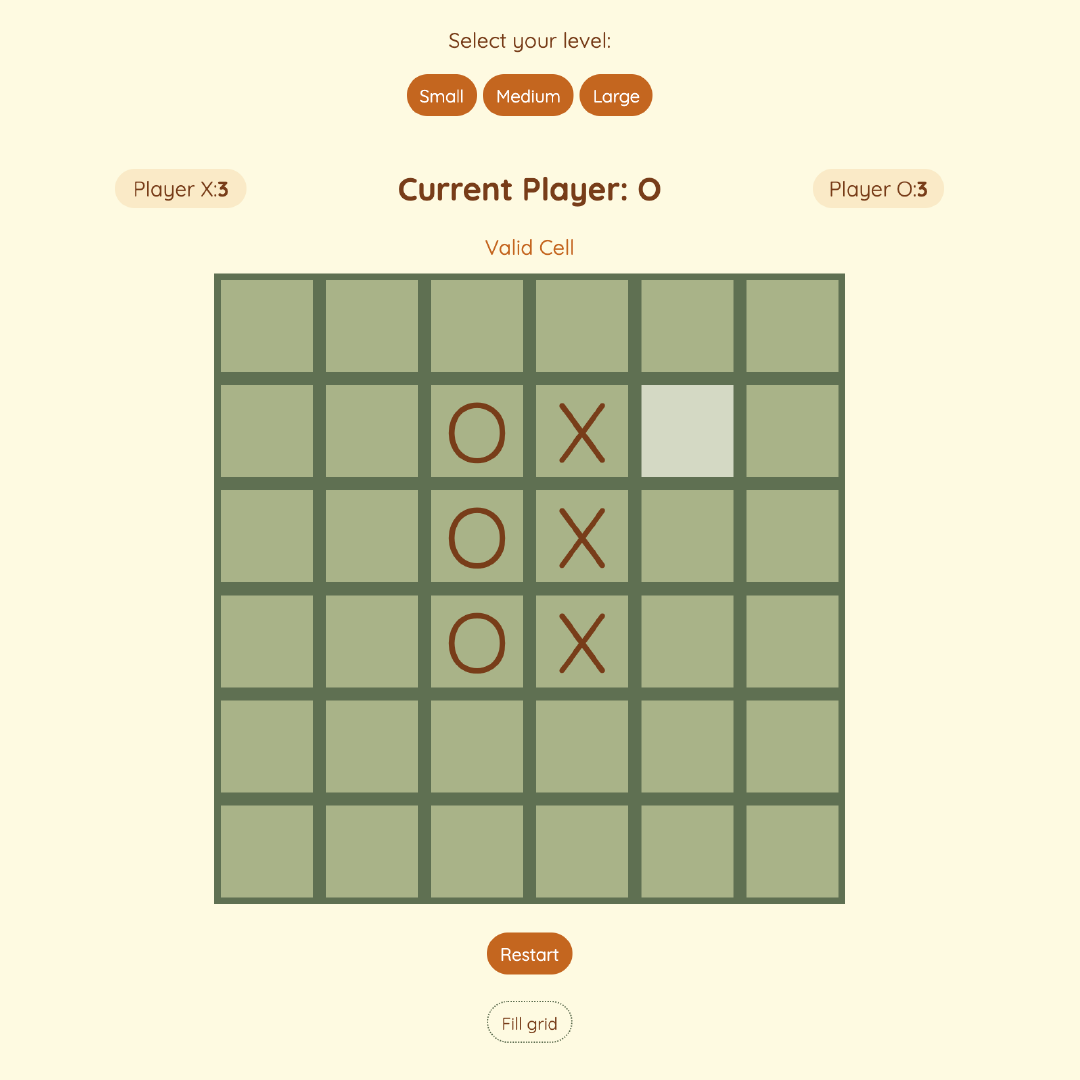 Select your level:
Small Medium Large
Player X:3 Current Player: O Player O:3
Valid Cell
O X
O X
O X
Restart
Fill grid